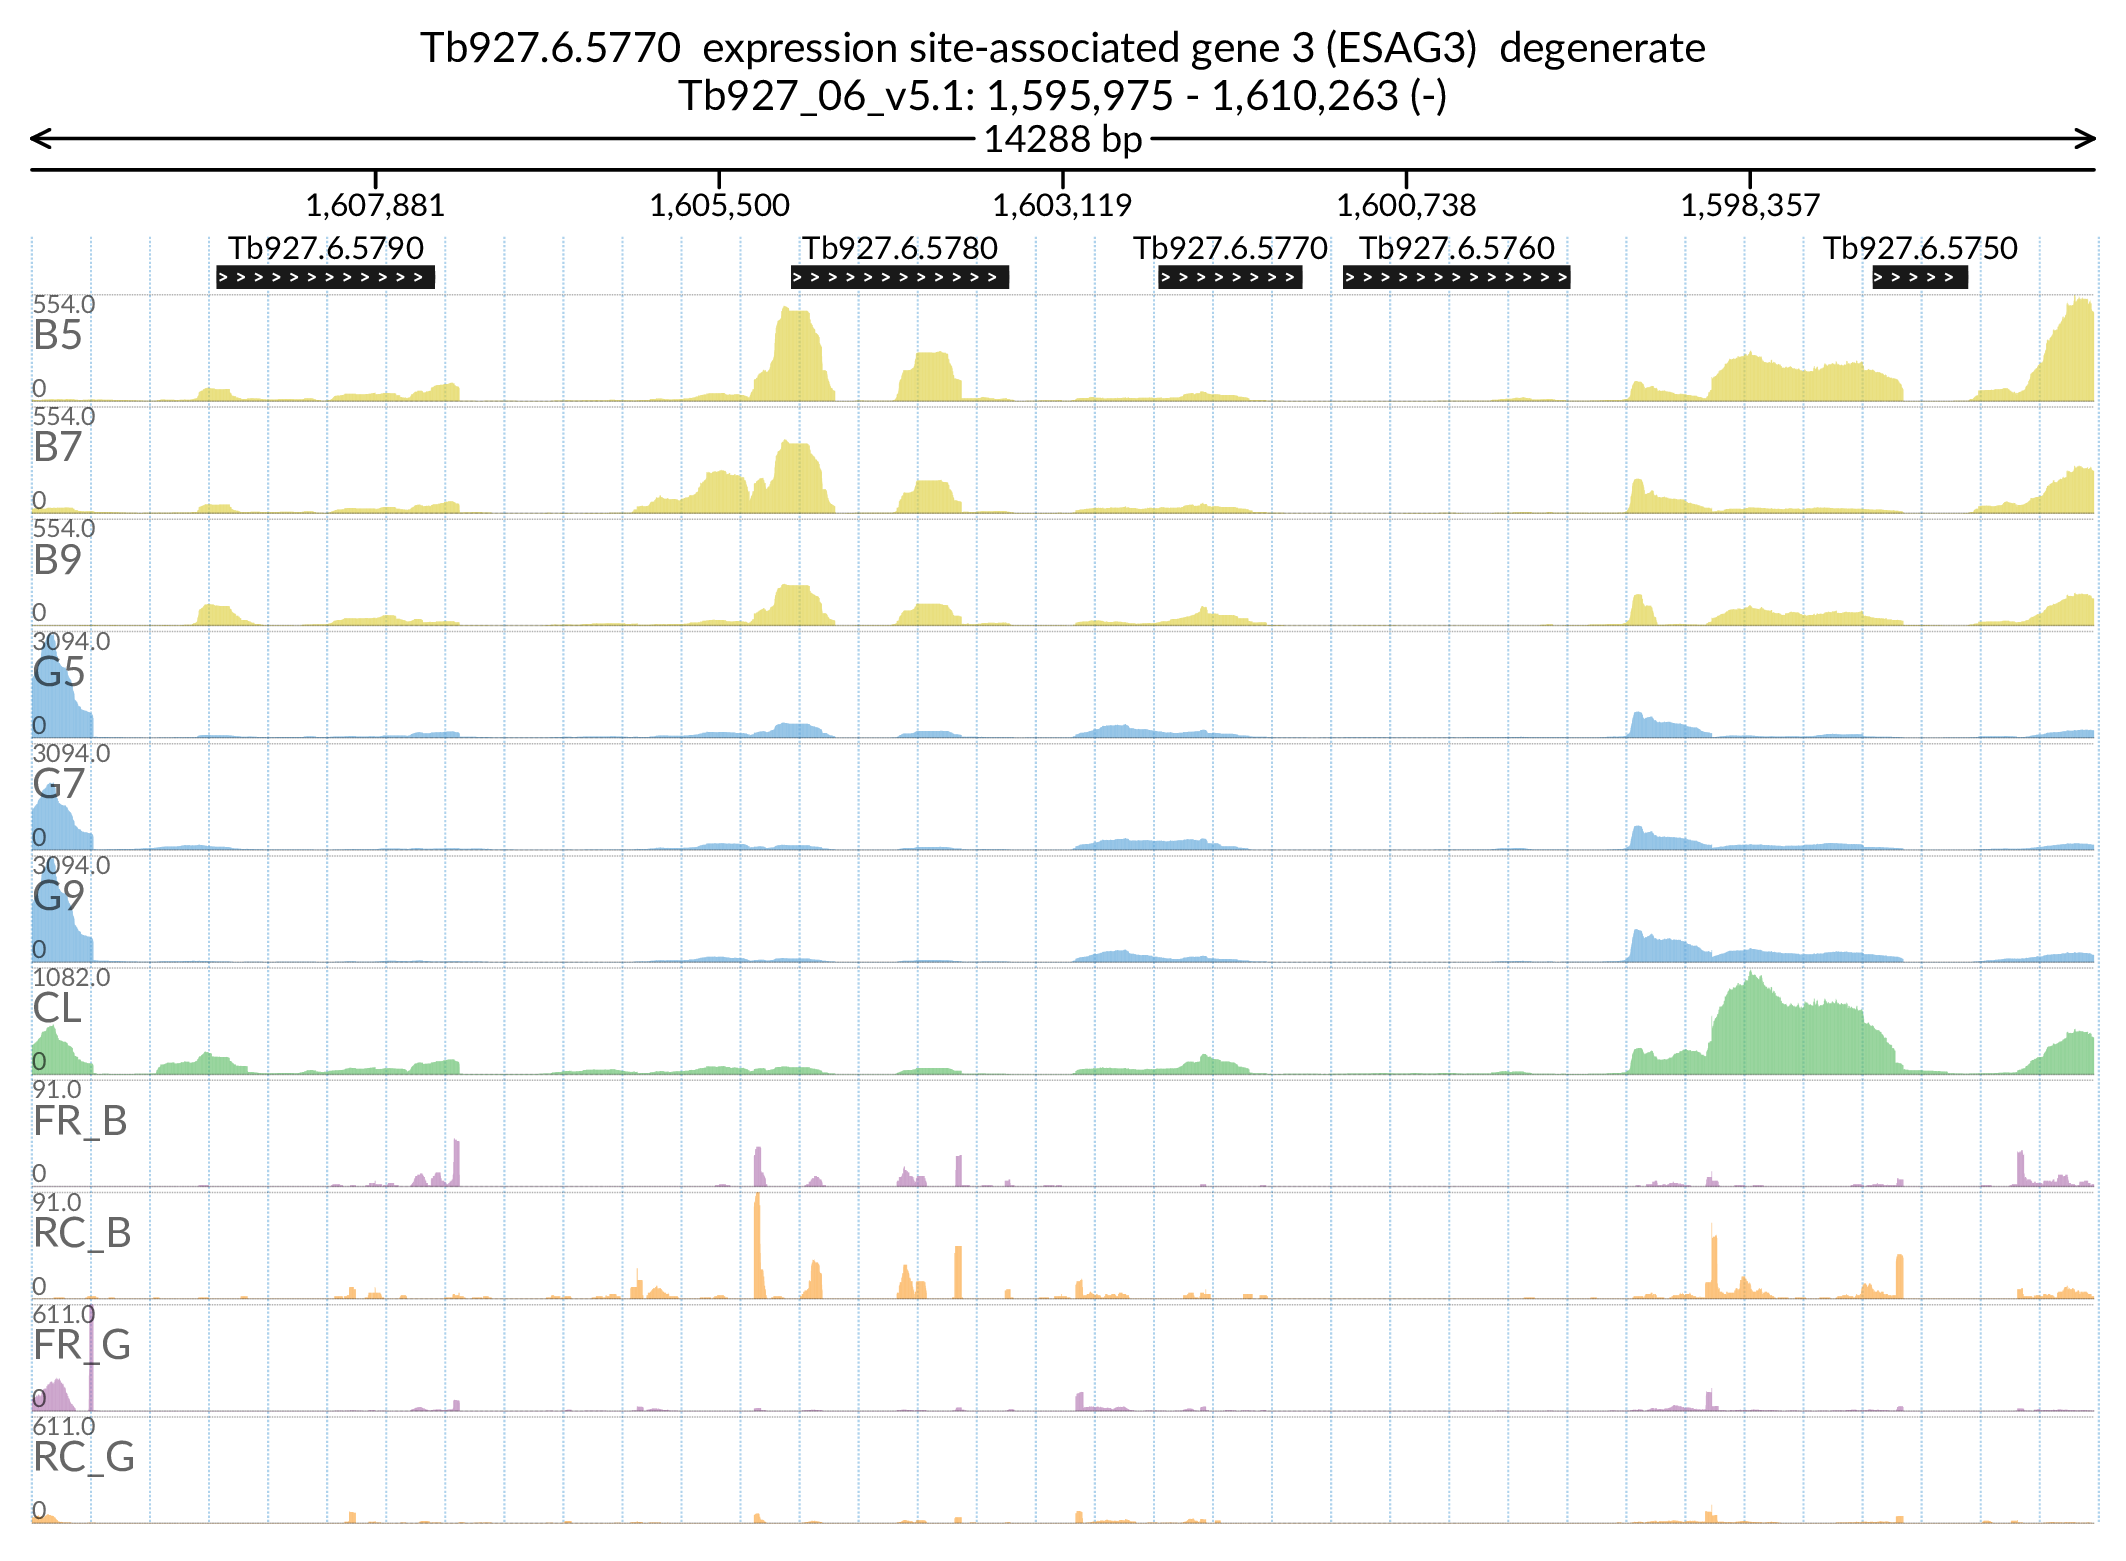 Tb927.6.5770 expression site-associated gene 3 (ESAG3) degenerate
Tb927_06_v5.1: 1,595,975 - 1,610,263 (-)
14288 bp
1,607,881 1,605,500 1,603,119 1,600,738 1,598,357
Tb927.6.5790 Tb927.6.5780 Tb927.6.5770 Tb927.6.5760 Tb927.6.5750
554.0
B5
0
554.0
B7
0
554.0
B9
0
3094.0
G5
0
3094.0
G7
0
3094.0
G9
0
1082.0
CL
0
91.0
FR_B
0
91.0
RC_B
0
611.0
FR_G
0
611.0
RC_G
0